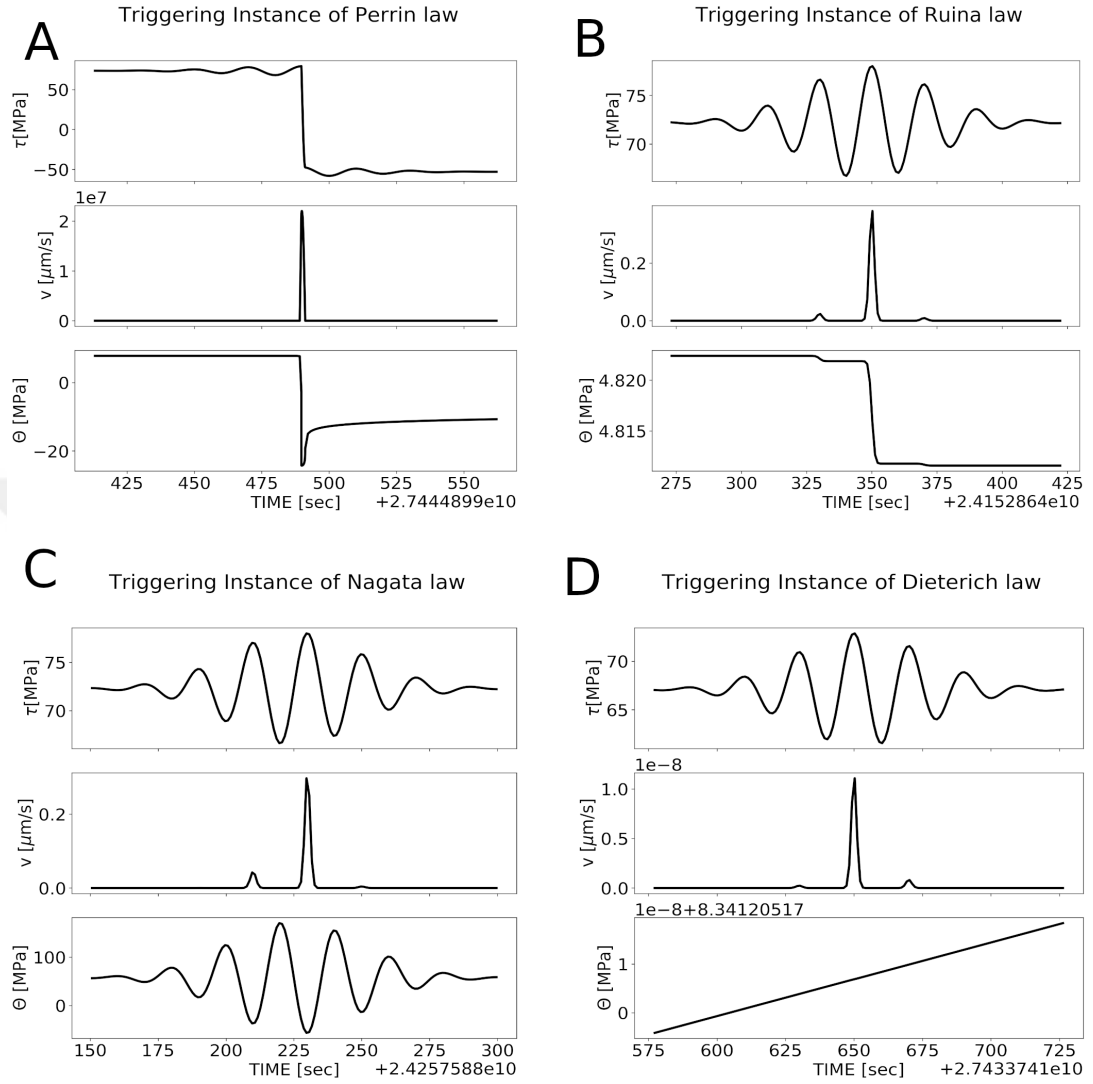 A
Triggering Instance of Perrin law
τ[MPa]
50
0
−50
1e7
v [μm/s]
2
1
0
Θ [MPa]
0
−20
425 450 475 500 525 550
TIME [sec] +2.7444899e10
B
Triggering Instance of Ruina law
τ[MPa]
75
70
v [μm/s]
0.2
0.0
Θ [MPa]
4.820
4.815
275 300 325 350 375 400 425
TIME [sec] +2.4152864e10
C
Triggering Instance of Nagata law
τ[MPa]
75
70
v [μm/s]
0.2
0.0
Θ [MPa]
100
0
150 175 200 225 250 275 300
TIME [sec] +2.4257588e10
D
Triggering Instance of Dieterich law
τ[MPa]
70
65
1e−8
v [μm/s]
1.0
0.5
0.0
1e−8+8.34120517
Θ [MPa]
1
0
575 600 625 650 675 700 725
TIME [sec] +2.7433741e10